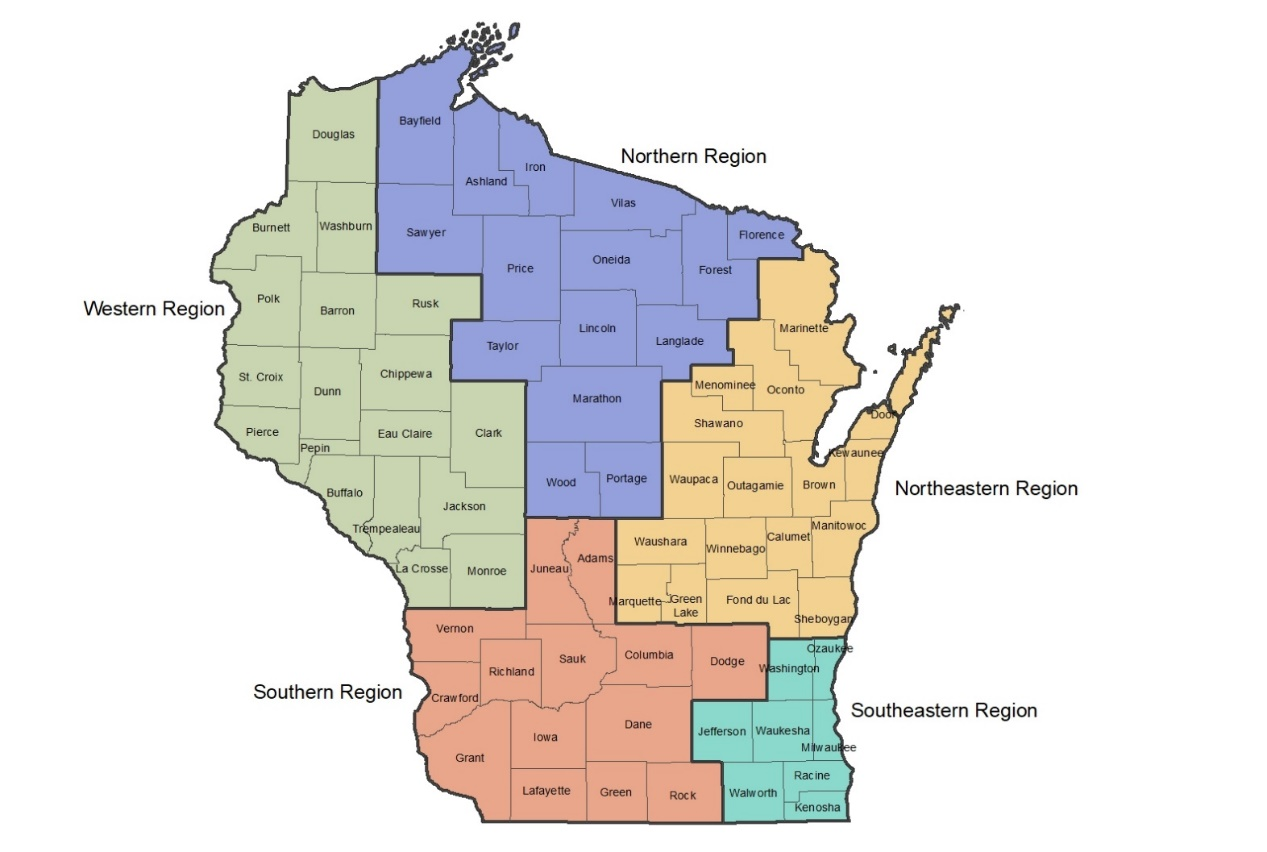 Douglas
Bayfield
Ashland
Iron
Northern Region
Vilas
Burnett
Washburn
Sawyer
Florence
Price
Oneida
Forest
Western Region
Polk
Barron
Rusk
Taylor
Lincoln
Langlade
Marinette
St. Croix
Dunn
Chippewa
Marathon
Menominee
Oconto
Pierce
Pepin
Eau Claire
Clark
Shawano
Door
Kewaunee
Buffalo
Trempealeau
Jackson
Wood
Portage
Waupaca
Outagamie
Brown
Northeastern Region
Manitowoc
Waushara
Winnebago
Calumet
La Crosse
Monroe
Juneau
Adams
Marquette
Green
Lake
Fond du Lac
Sheboygan
Vernon
Richland
Sauk
Columbia
Dodge
Washington
Ozaukee
Southern Region
Crawford
Southeastern Region
Grant
Iowa
Dane
Jefferson
Waukesha
Milwaukee
Lafayette
Green
Rock
Walworth
Racine
Kenosha